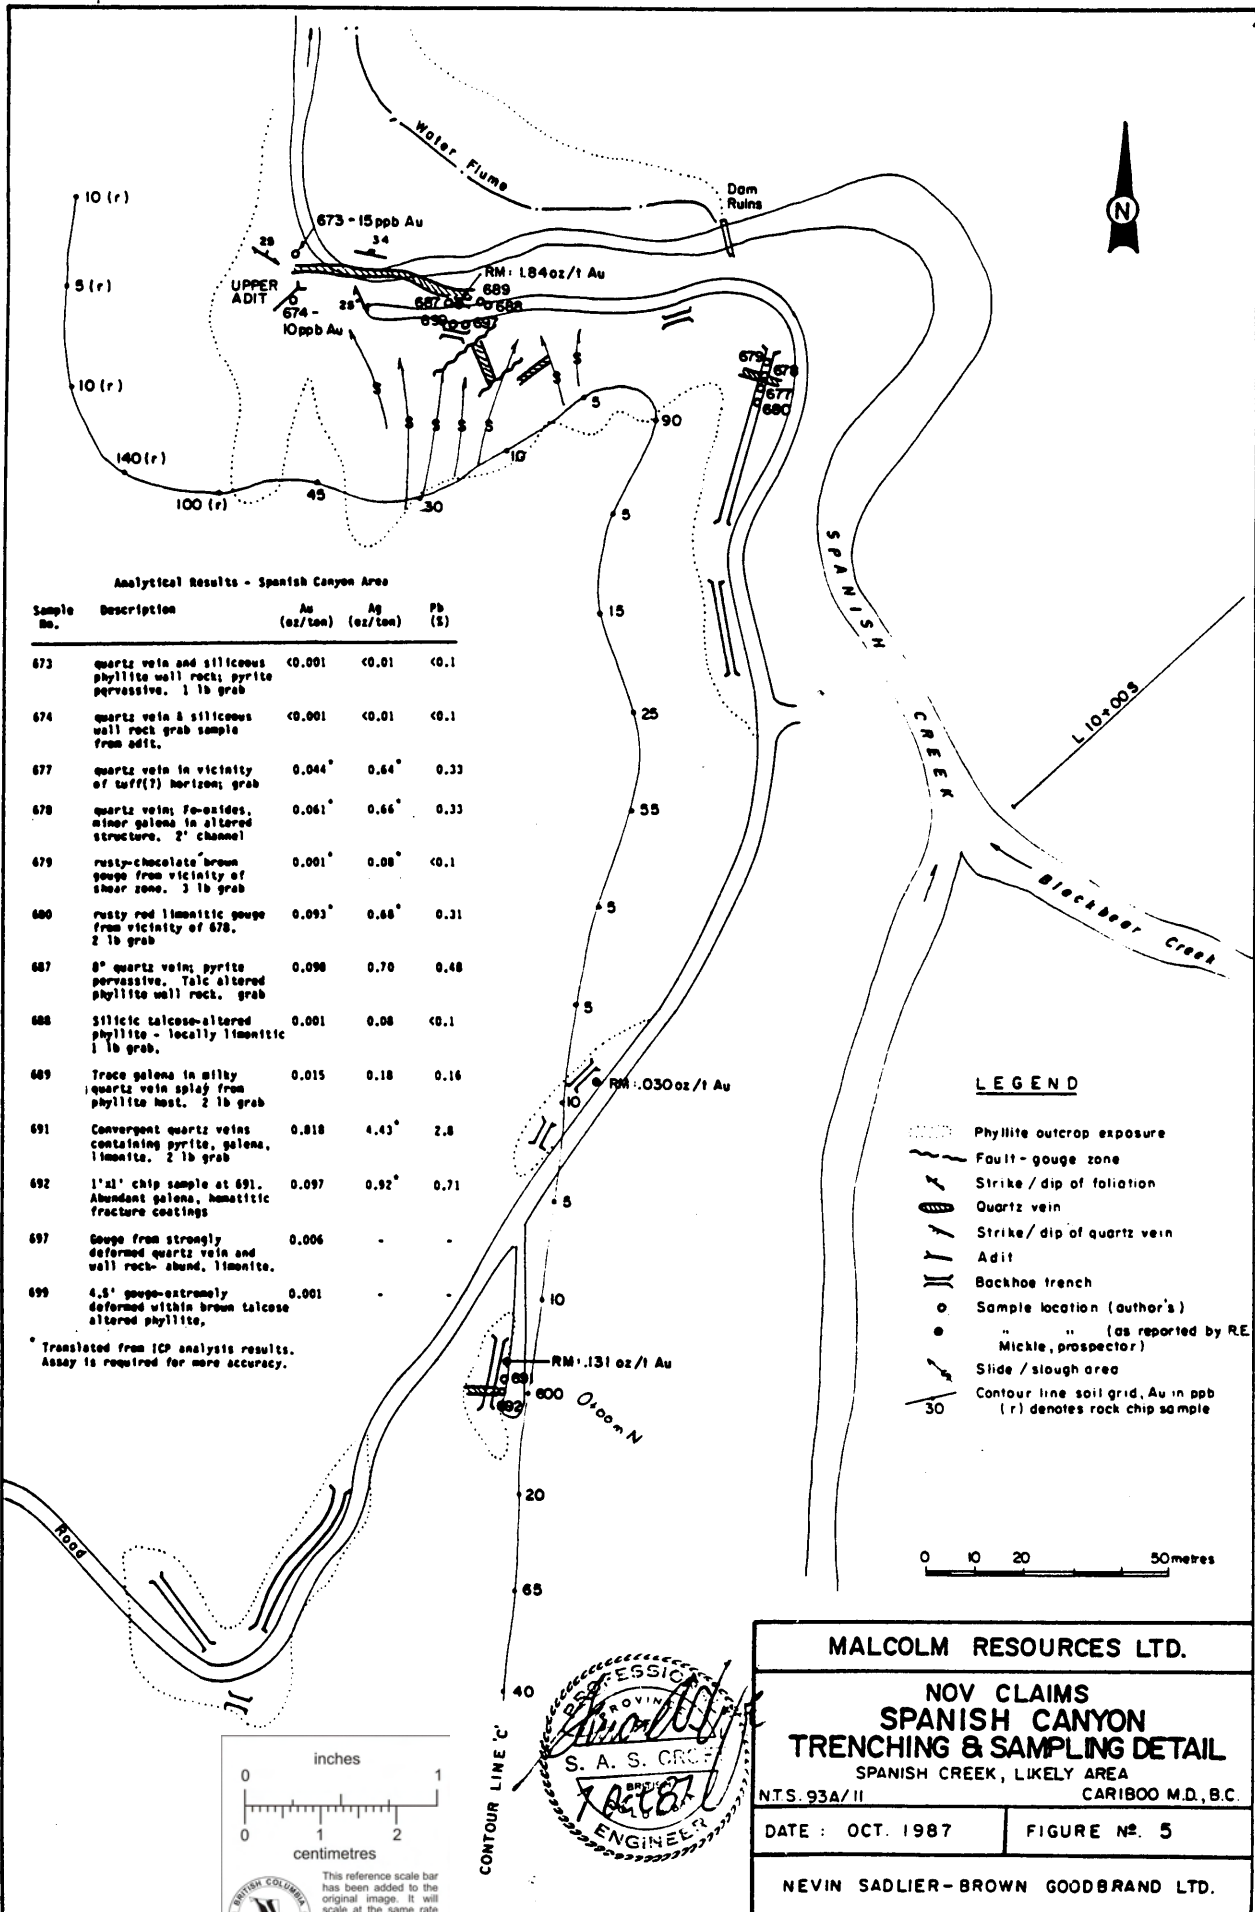 Water Flume
Dam
Ruins
N
10 (r)
673 - 15 ppb Au
25
34
5 (r)
UPPER
ADIT
RM: 1.84 oz/t Au
689
687
688
25
674 -
10 ppb Au
697
10 (r)
679
678
677
680
S S S S S S S
5
90
10
140 (r)
100 (r)
45
30
5
SPANISH CREEK
Analytical Results - Spanish Canyon Area
Sample No. Description Au (oz/ton) Ag (oz/ton) Pb (%)
673 quartz vein and siliceous <0.001 <0.01 <0.1
phyllite wall rock; pyrite
pervassive. 1 lb grab
674 quartz vein & siliceous <0.001 <0.01 <0.1
wall rock grab sample
from adit.
677 quartz vein in vicinity 0.044* 0.64* 0.33
of tuff(?) horizon; grab
678 quartz vein; Fe-oxides, 0.061* 0.66* 0.33
minor galena in altered
structure. 2' channel
679 rusty-chocolate brown 0.001* 0.08* <0.1
gouge from vicinity of
shear zone. 3 lb grab
680 rusty red limonitic gouge 0.093* 0.68* 0.31
from vicinity of 678.
2 lb grab
687 8" quartz vein; pyrite 0.098 0.70 0.48
pervassive. Talc altered
phyllite wall rock. grab
688 Silicic talcose-altered 0.001 0.08 <0.1
phyllite - locally limonitic
1 lb grab.
689 Trace galena in milky 0.015 0.18 0.16
quartz vein splay from
phyllite host. 2 lb grab
691 Convergent quartz veins 0.818 4.43* 2.8
containing pyrite, galena,
limonite. 2 lb grab
692 1'x1' chip sample at 691. 0.097 0.92* 0.71
Abundant galena, hematitic
fracture coatings
697 Gouge from strongly 0.006 - -
deformed quartz vein and
wall rock- abund. limonite.
699 4.5' gouge-extremely 0.001 - -
deformed within brown talcose
altered phyllite.
* Translated from ICP analysis results.
Assay is required for more accuracy.
15
25
L 10+00S
55
5
Blackbear Creek
5
RM: .030 oz/t Au
10
5
10
RM: .131 oz/t Au
691
692
600
0+00m N
20
65
40
Road
CONTOUR LINE 'C'
LEGEND
Phyllite outcrop exposure
Fault - gouge zone
Strike / dip of foliation
Quartz vein
Strike / dip of quartz vein
Adit
Backhoe trench
Sample location (author's)
" " (as reported by R.E.
Mickle, prospector)
Slide / slough area
Contour line soil grid, Au in ppb
30 (r) denotes rock chip sample
0 10 20 50 metres
PROFESSIONAL
S. A. S. CROFT
BRITISH
ENGINEER
7 Oct 87
MALCOLM RESOURCES LTD.
NOV CLAIMS
SPANISH CANYON
TRENCHING & SAMPLING DETAIL
SPANISH CREEK, LIKELY AREA
N.T.S. 93A/11 CARIBOO M.D., B.C.
DATE : OCT. 1987 FIGURE Nº. 5
NEVIN SADLIER-BROWN GOODBRAND LTD.
inches
0 1
0 1 2
centimetres
BRITISH COLUMBIA
This reference scale bar
has been added to the
original image. It will
scale at the same rate